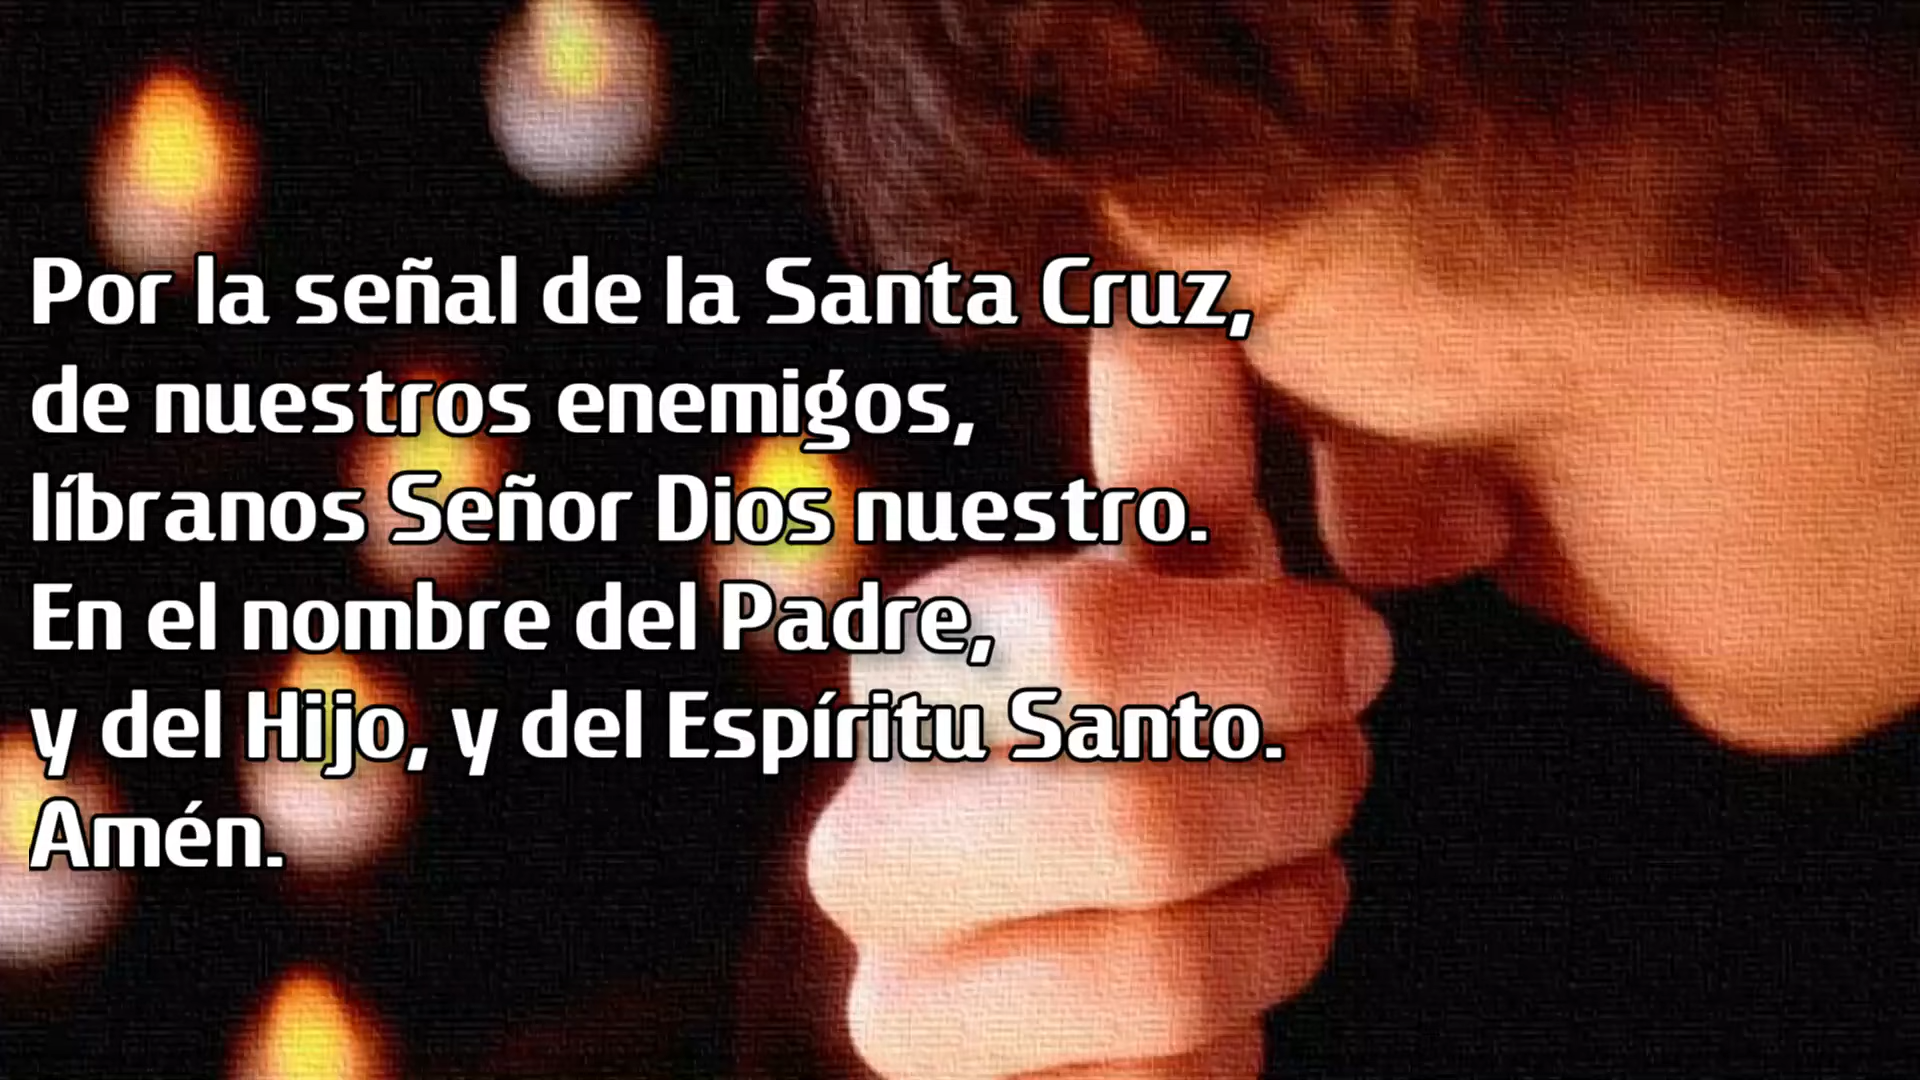 Por la señal de la Santa Cruz,
de nuestros enemigos,
líbranos Señor Dios nuestro.
En el nombre del Padre,
y del Hijo, y del Espíritu Santo.
Amén.